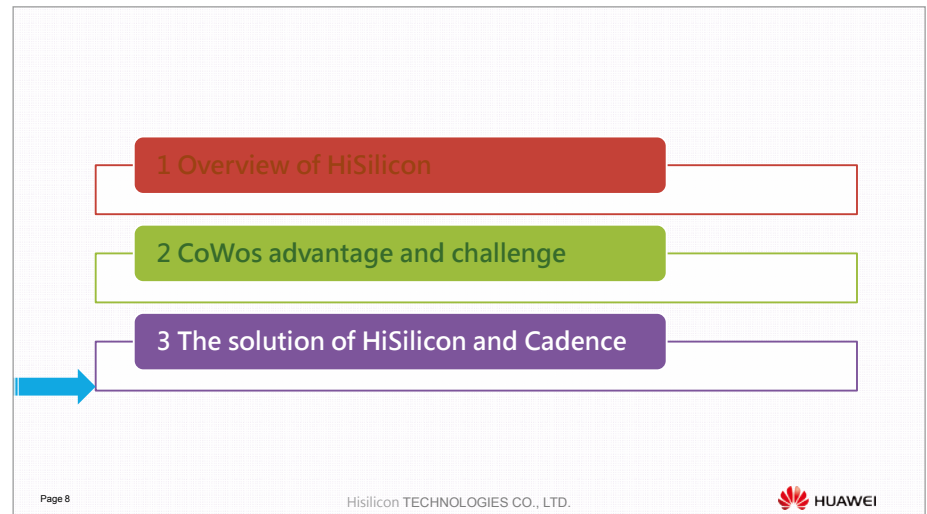 1 Overview of HiSilicon
2 CoWos advantage and challenge
3 The solution of HiSilicon and Cadence
Page 8
Hisilicon TECHNOLOGIES CO., LTD.
HUAWEI